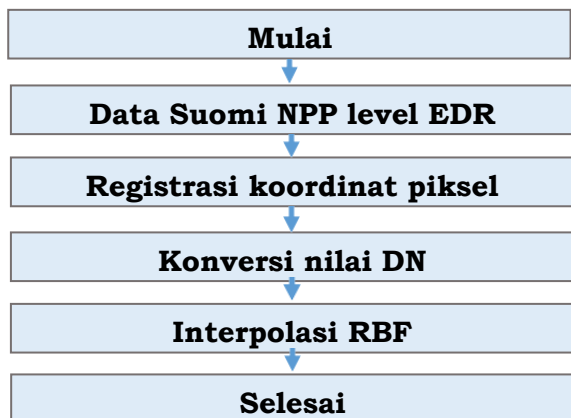 Mulai
Data Suomi NPP level EDR
Registrasi koordinat piksel
Konversi nilai DN
Interpolasi RBF
Selesai